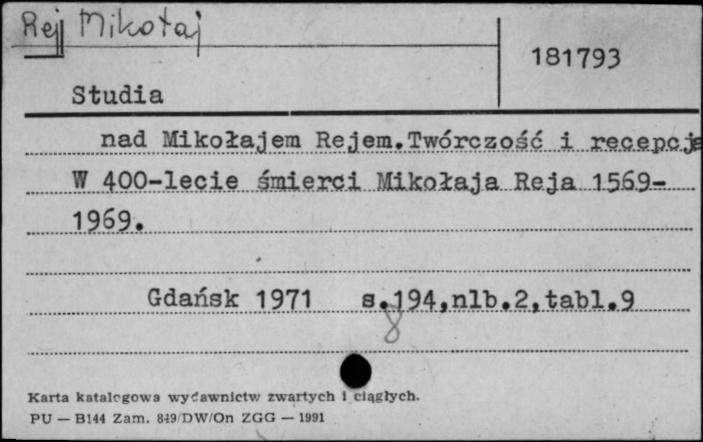 Rej Mikołaj
181793
Studia
nad Mikołajem Rejem.Twórczość i recepcja
W 400-lecie śmierci Mikołaja Reja 1569-
1969.
Gdańsk 1971 s.194,nlb.2,tabl.9
8
Karta katalogowa wydawnictw zwartych i ciągłych.
PU — B144 Zam. 849/DW/On ZGG — 1991